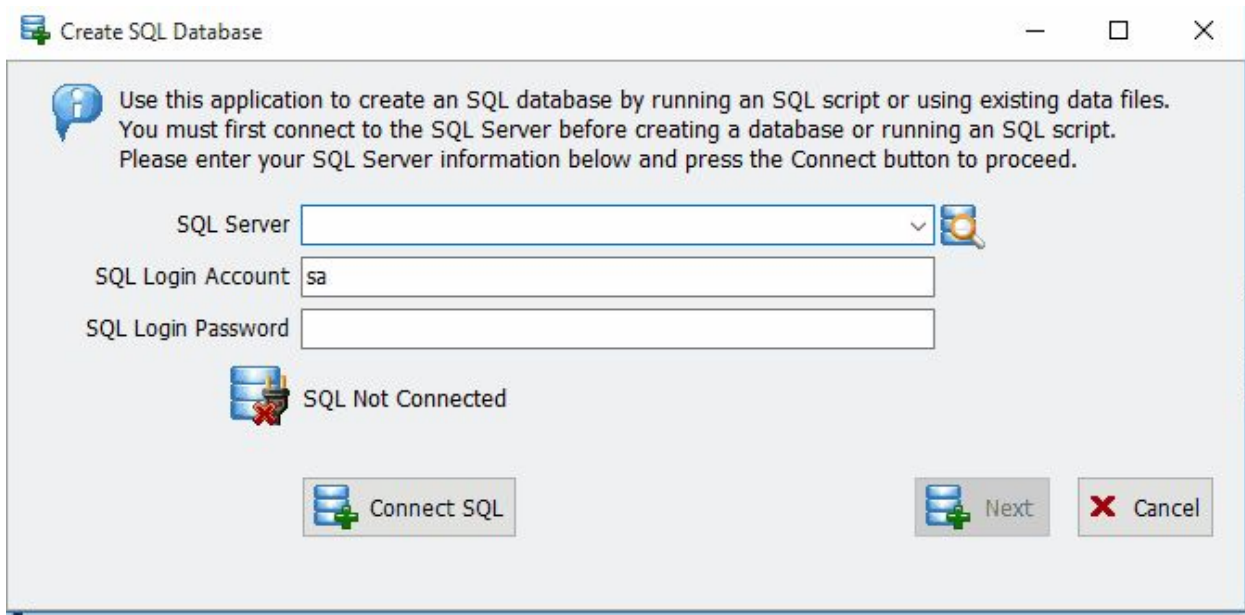 Create SQL Database
Use this application to create an SQL database by running an SQL script or using existing data files.
You must first connect to the SQL Server before creating a database or running an SQL script.
Please enter your SQL Server information below and press the Connect button to proceed.
SQL Server
SQL Login Account sa
SQL Login Password
SQL Not Connected
Connect SQL Next Cancel